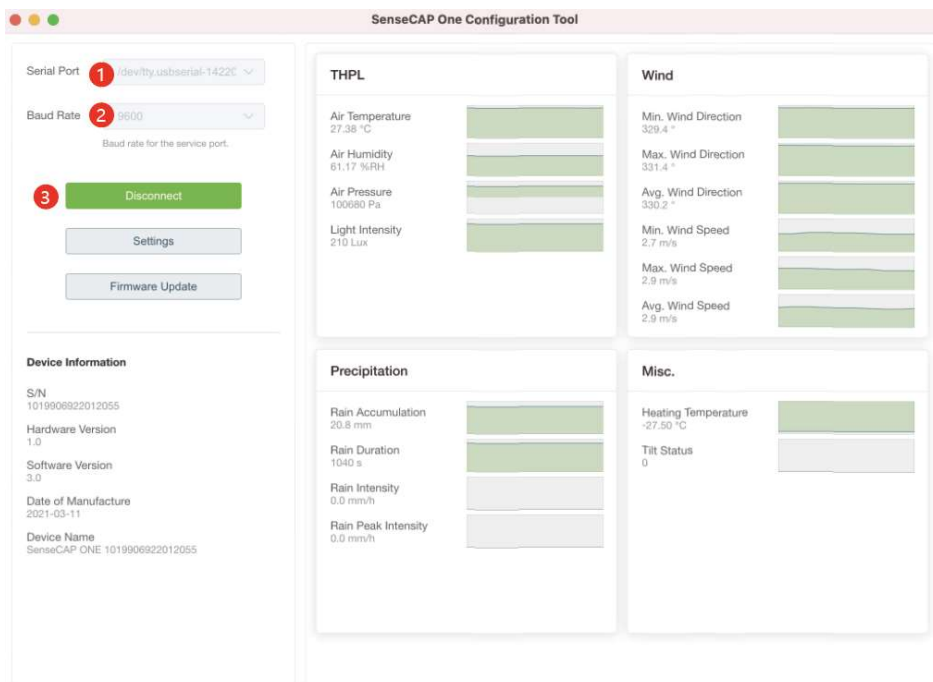 SenseCAP One Configuration Tool
Serial Port
1
/dev/tty.usbserial-1422C
Baud Rate
2
9600
Baud rate for the service port.
3
Disconnect
Settings
Firmware Update
Device Information
S/N
1019906922012055
Hardware Version
1.0
Software Version
3.0
Date of Manufacture
2021-03-11
Device Name
SenseCAP ONE 1019906922012055
THPL
Air Temperature
27.38 °C
Air Humidity
61.17 %RH
Air Pressure
100680 Pa
Light Intensity
210 Lux
Wind
Min. Wind Direction
329.4 °
Max. Wind Direction
331.4 °
Avg. Wind Direction
330.2 °
Min. Wind Speed
2.7 m/s
Max. Wind Speed
2.9 m/s
Avg. Wind Speed
2.9 m/s
Precipitation
Rain Accumulation
20.8 mm
Rain Duration
1040 s
Rain Intensity
0.0 mm/h
Rain Peak Intensity
0.0 mm/h
Misc.
Heating Temperature
-27.50 °C
Tilt Status
0